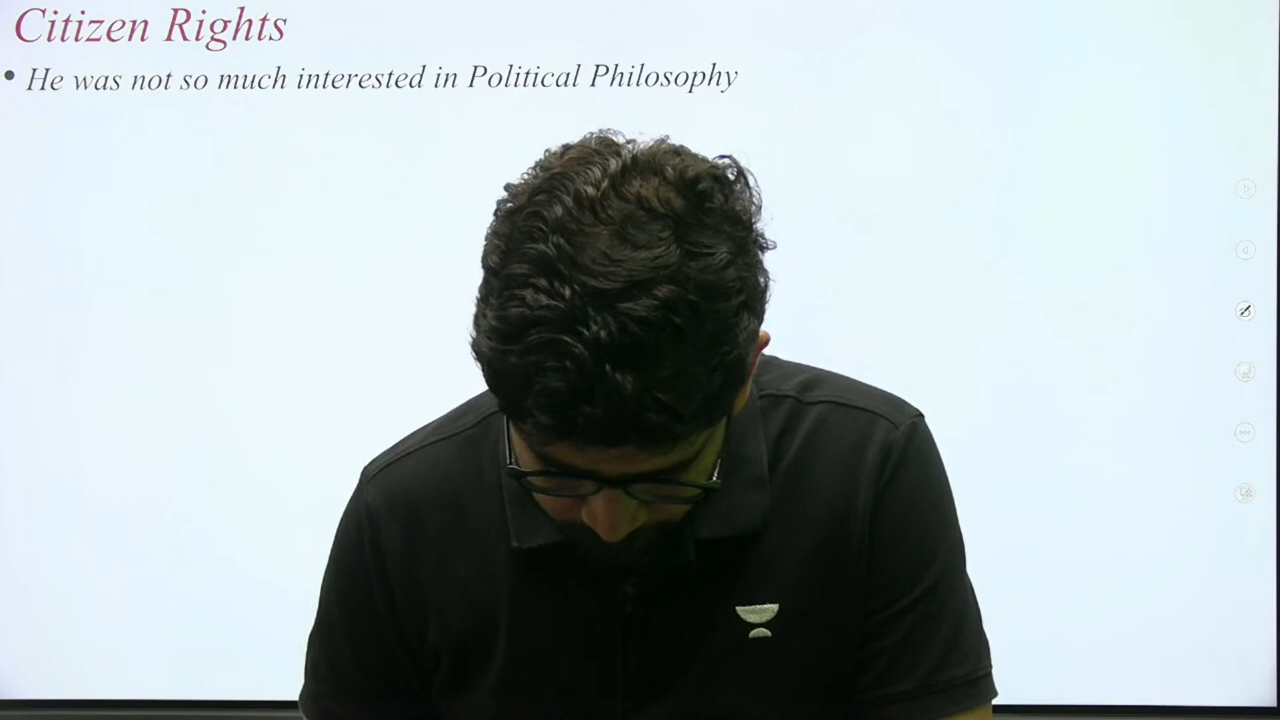 Citizen Rights
• He was not so much interested in Political Philosophy